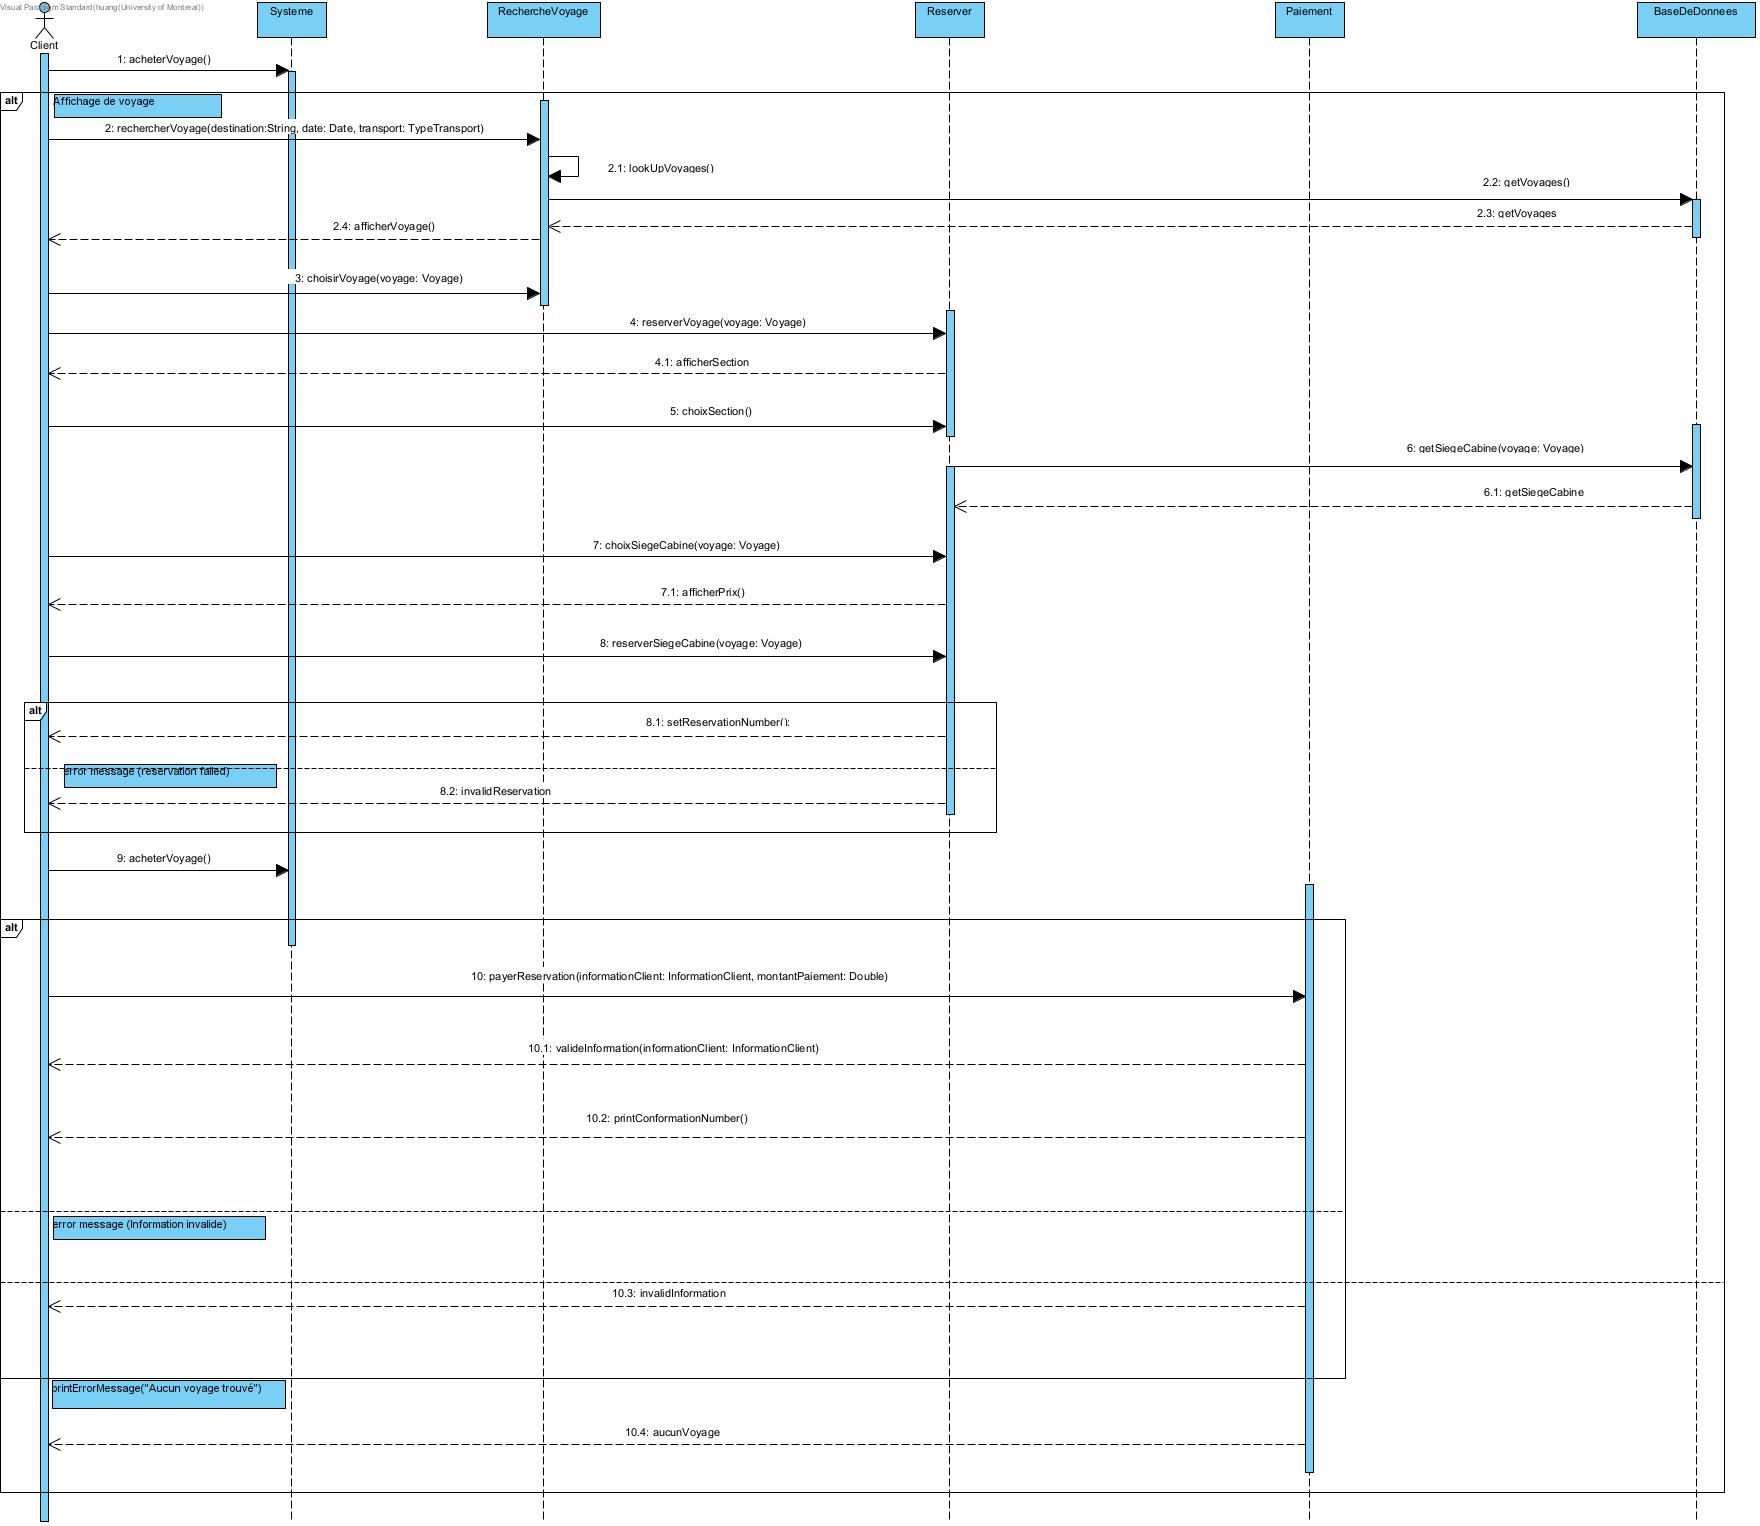 Visual Paradigm Standard(huang(University of Montreal))
Client
Systeme
RechercheVoyage
Reserver
Paiement
BaseDeDonnees
1: acheterVoyage()
alt
Affichage de voyage
2: rechercherVoyage(destination:String, date: Date, transport: TypeTransport)
2.1: lookUpVoyages()
2.2: getVoyages()
2.3: getVoyages
2.4: afficherVoyage()
3: choisirVoyage(voyage: Voyage)
4: reserverVoyage(voyage: Voyage)
4.1: afficherSection
5: choixSection()
6: getSiegeCabine(voyage: Voyage)
6.1: getSiegeCabine
7: choixSiegeCabine(voyage: Voyage)
7.1: afficherPrix()
8: reserverSiegeCabine(voyage: Voyage)
alt
8.1: setReservationNumber():
error message (reservation failed)
8.2: invalidReservation
9: acheterVoyage()
alt
10: payerReservation(informationClient: InformationClient, montantPaiement: Double)
10.1: valideInformation(informationClient: InformationClient)
10.2: printConformationNumber()
error message (Information invalide)
10.3: invalidInformation
printErrorMessage("Aucun voyage trouvé")
10.4: aucunVoyage